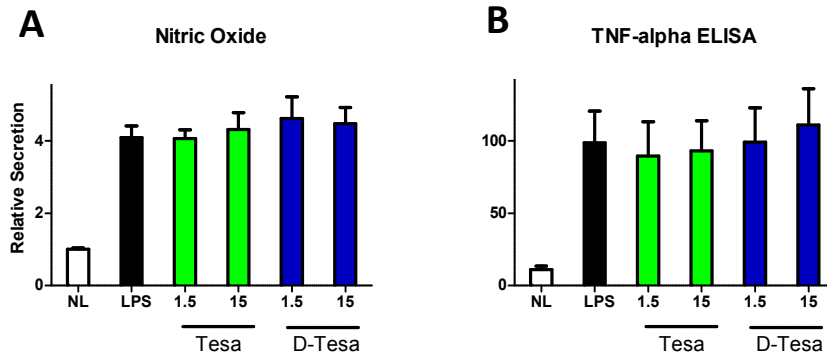 A
Nitric Oxide
Relative Secretion
4
2
0
NL LPS 1.5 15 1.5 15
Tesa D-Tesa
B
TNF-alpha ELISA
100
50
0
NL LPS 1.5 15 1.5 15
Tesa D-Tesa